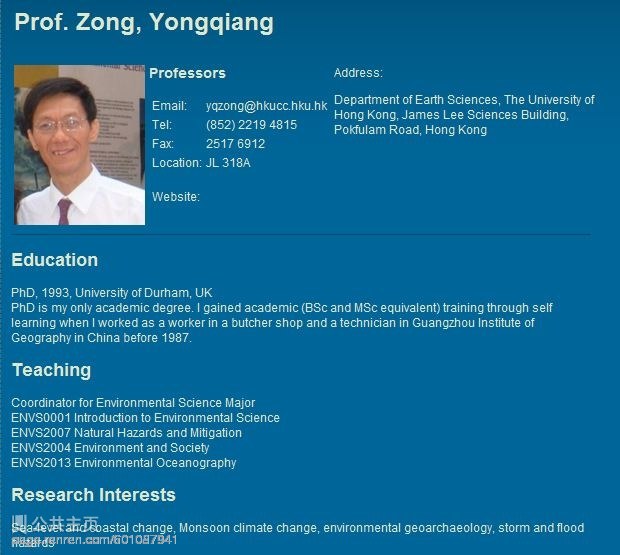 Prof. Zong, Yongqiang
Professors
Email: yqzong@hkucc.hku.hk
Tel: (852) 2219 4815
Fax: 2517 6912
Location: JL 318A
Website:
Address:
Department of Earth Sciences, The University of
Hong Kong, James Lee Sciences Building,
Pokfulam Road, Hong Kong
Education
PhD, 1993, University of Durham, UK
PhD is my only academic degree. I gained academic (BSc and MSc equivalent) training through self
learning when I worked as a worker in a butcher shop and a technician in Guangzhou Institute of
Geography in China before 1987.
Teaching
Coordinator for Environmental Science Major
ENVS0001 Introduction to Environmental Science
ENVS2007 Natural Hazards and Mitigation
ENVS2004 Environment and Society
ENVS2013 Environmental Oceanography
Research Interests
Sea-level and coastal change, Monsoon climate change, environmental geoarchaeology, storm and flood
hazards
公共主页
page.renren.com/601087941